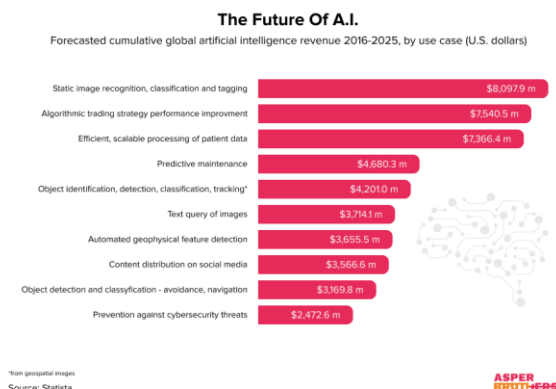 The Future Of A.I.
Forecasted cumulative global artificial intelligence revenue 2016-2025, by use case (U.S. dollars)
Static image recognition, classification and tagging $8,097.9 m
Algorithmic trading strategy performance improvment $7,540.5 m
Efficient, scalable processing of patient data $7,366.4 m
Predictive maintenance $4,680.3 m
Object identification, detection, classification, tracking* $4,201.0 m
Text query of images $3,714.1 m
Automated geophysical feature detection $3,655.5 m
Content distribution on social media $3,566.6 m
Object detection and classyfication - avoidance, navigation $3,169.8 m
Prevention against cybersecurity threats $2,472.6 m
*from geospatial images
Source: Statista
ASPER
BROTHERS